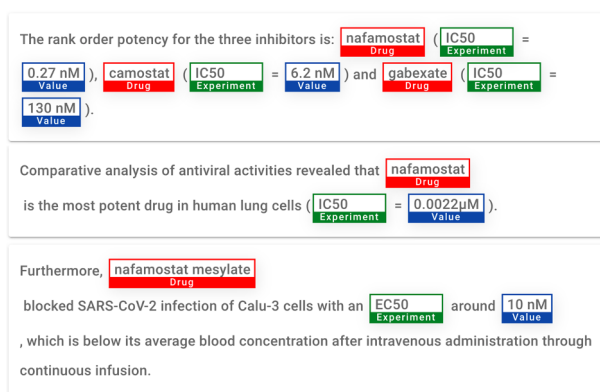 The rank order potency for the three inhibitors is: nafamostat ( IC50 =
Drug Experiment
0.27 nM ), camostat ( IC50 = 6.2 nM ) and gabexate ( IC50 =
Value Drug Experiment Value Drug Experiment
130 nM ).
Value
Comparative analysis of antiviral activities revealed that nafamostat
Drug
is the most potent drug in human lung cells ( IC50 = 0.0022µM ).
Experiment Value
Furthermore, nafamostat mesylate
Drug
blocked SARS-CoV-2 infection of Calu-3 cells with an EC50 around 10 nM
Experiment Value
, which is below its average blood concentration after intravenous administration through
continuous infusion.